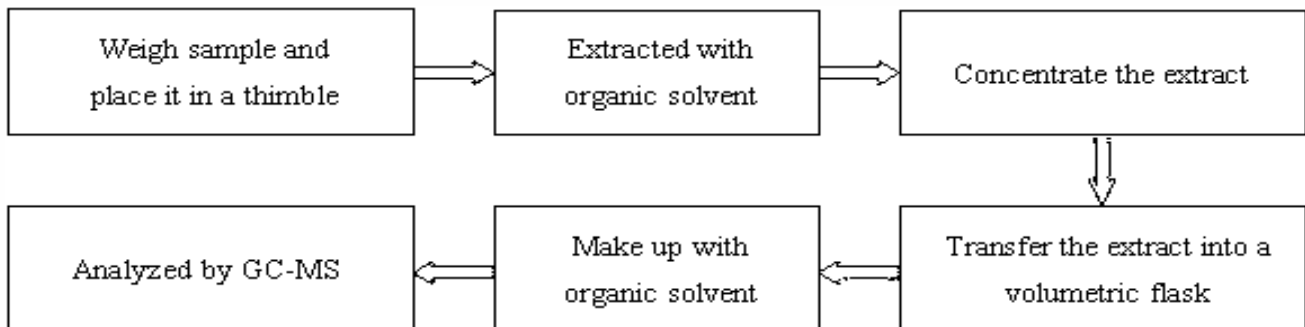 Weigh sample and
place it in a thimble
Extracted with
organic solvent
Concentrate the extract
Transfer the extract into a
volumetric flask
Make up with
organic solvent
Analyzed by GC-MS